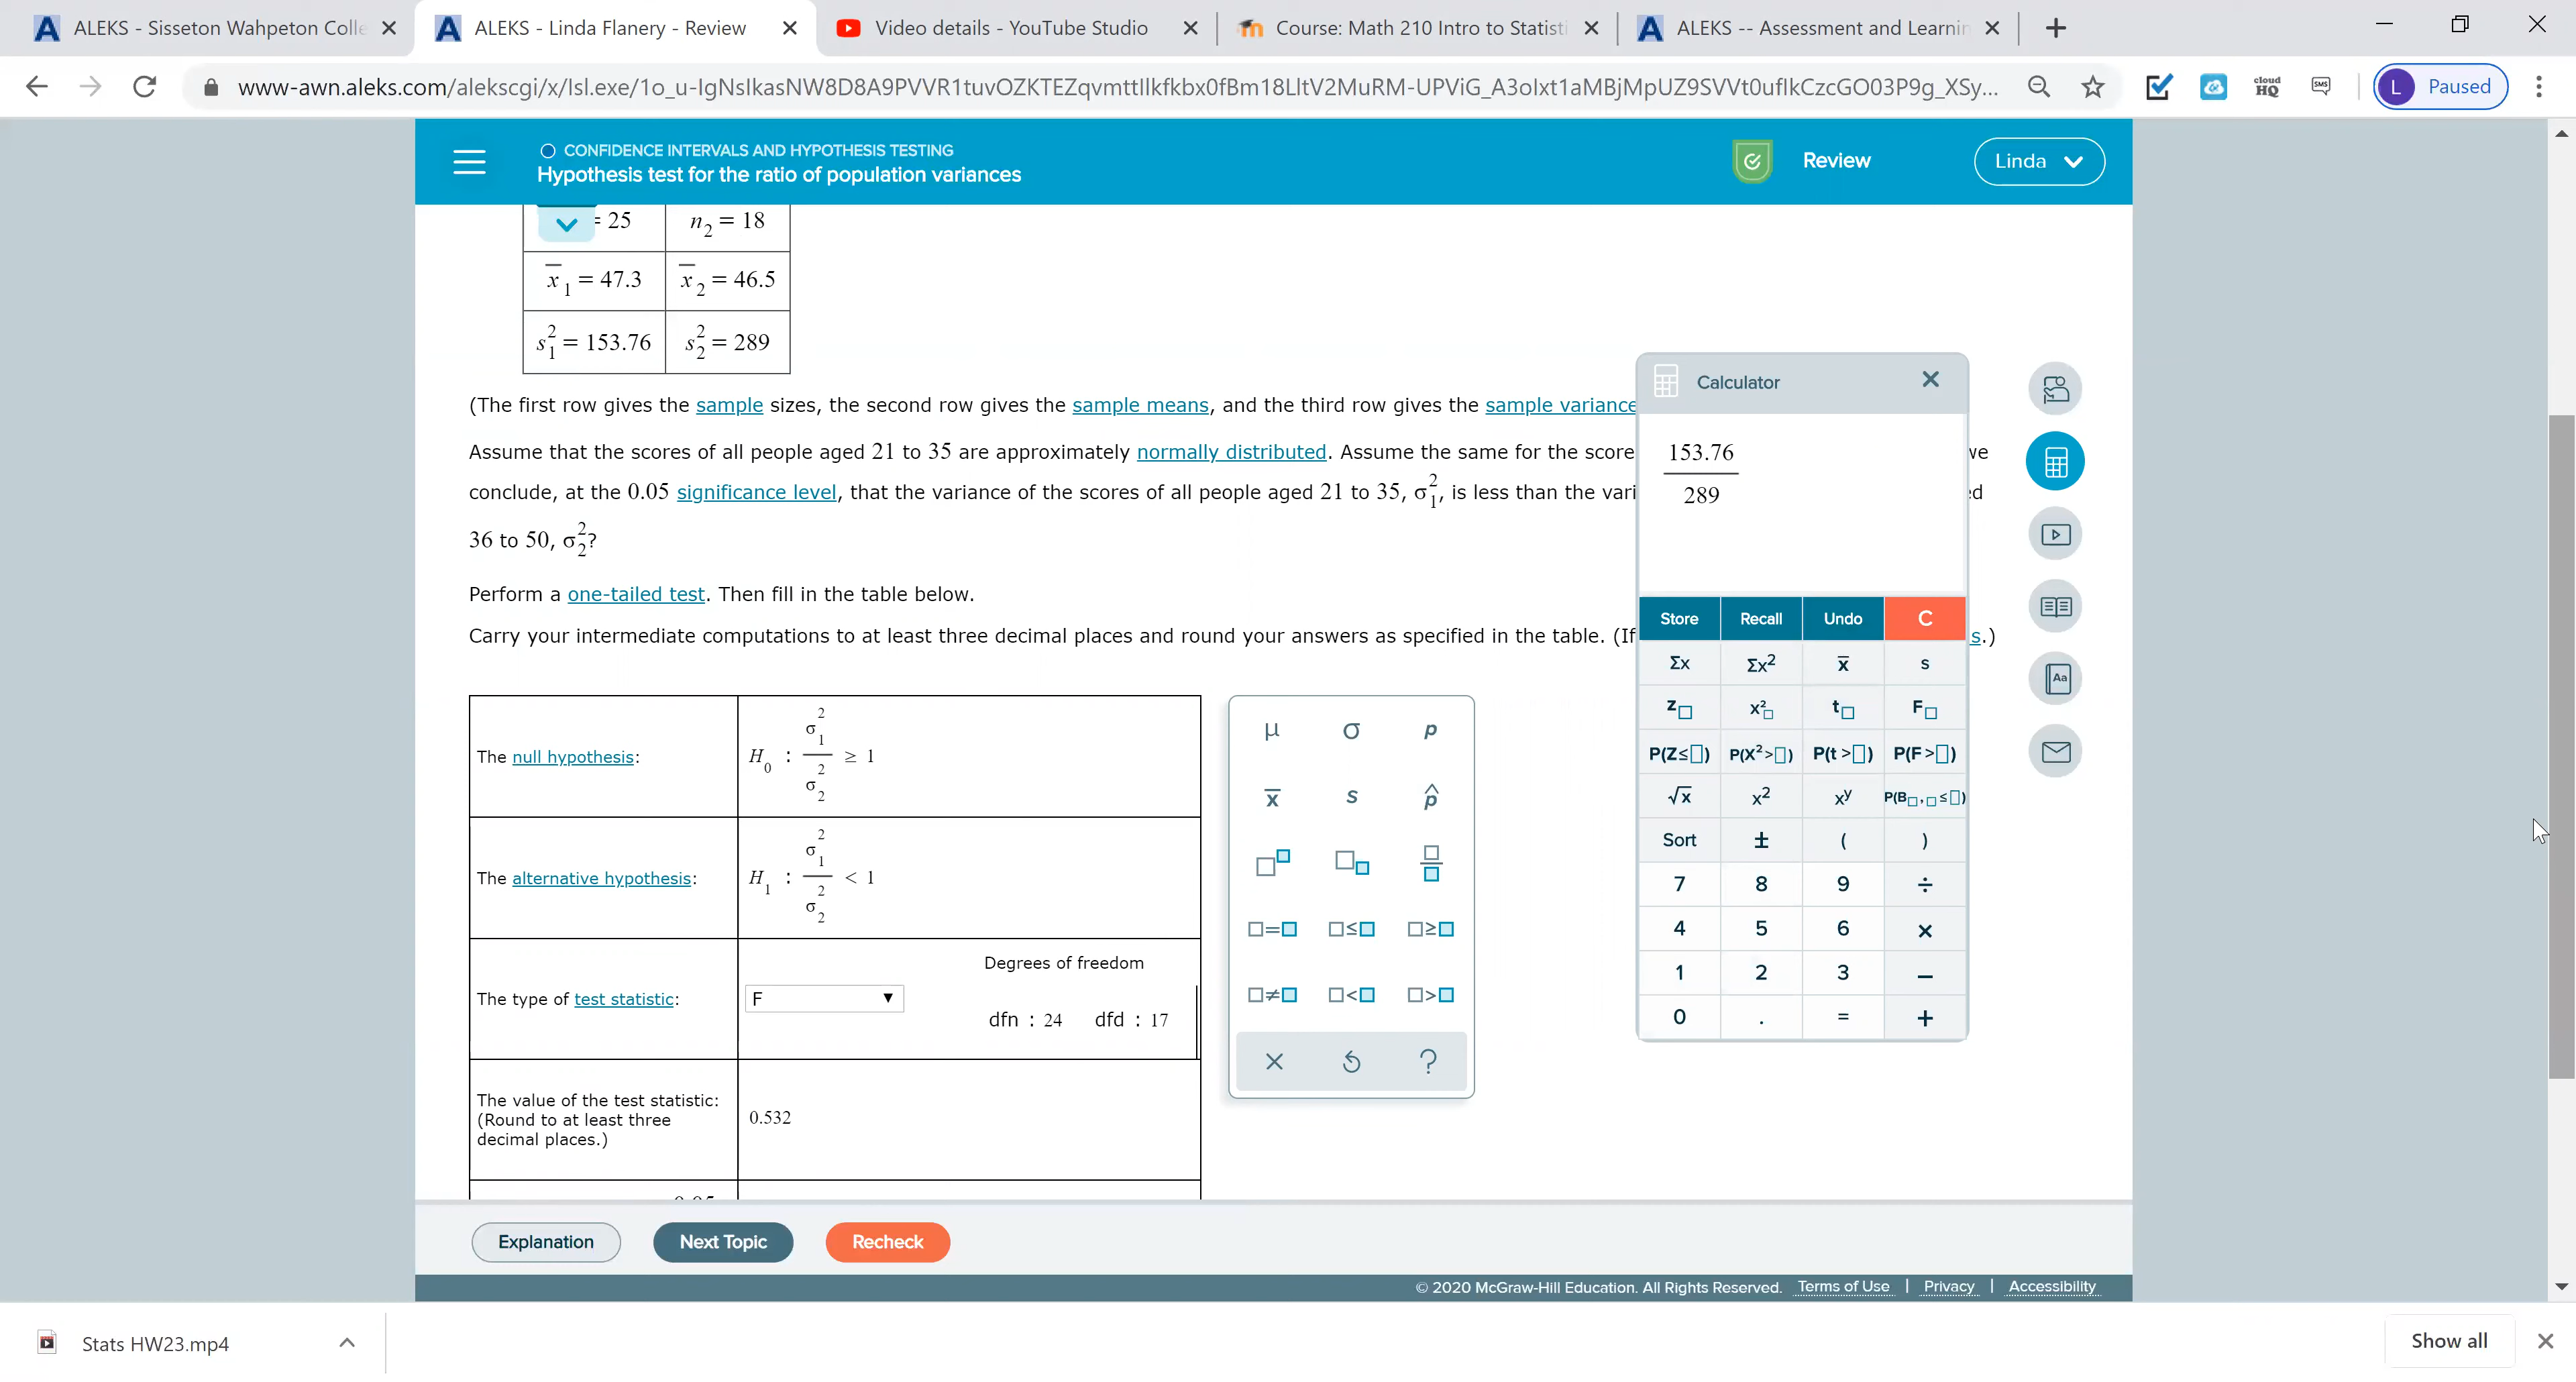 ALEKS - Sisseton Wahpeton Colle
ALEKS - Linda Flanery - Review
Video details - YouTube Studio
Course: Math 210 Intro to Statisti
ALEKS -- Assessment and Learnin
www-awn.aleks.com/alekscgi/x/Isl.exe/1o_u-IgNsIkasNW8D8A9PVVR1tuvOZKTEZqvmttIlkfkbx0fBm18LltV2MuRM-UPViG_A3oIxt1aMBjMpUZ9SVVt0ufIkCzcGO03P9g_XSy...
cloud HQ
SMS
L Paused
CONFIDENCE INTERVALS AND HYPOTHESIS TESTING
Hypothesis test for the ratio of population variances
Review
Linda
= 25 n₂ = 18
x̄₁ = 47.3 x̄₂ = 46.5
s₁² = 153.76 s₂² = 289
(The first row gives the sample sizes, the second row gives the sample means, and the third row gives the sample variance
Assume that the scores of all people aged 21 to 35 are approximately normally distributed. Assume the same for the score
conclude, at the 0.05 significance level, that the variance of the scores of all people aged 21 to 35, σ₁², is less than the vari
36 to 50, σ₂²?
Perform a one-tailed test. Then fill in the table below.
Carry your intermediate computations to at least three decimal places and round your answers as specified in the table. (If s.)
The null hypothesis: H₀ : σ₁²/σ₂² ≥ 1
The alternative hypothesis: H₁ : σ₁²/σ₂² < 1
The type of test statistic: F
Degrees of freedom
dfn : 24 dfd : 17
The value of the test statistic:
(Round to at least three
decimal places.)
0.532
μ σ p
x̄ s p̂
□=□ □≤□ □≥□
□≠□ □<□ □>□
× ?
Calculator
153.76
289
Store Recall Undo C
Σx Σx² x̄ s
z□ x²□ t□ F□
P(Z≤□) P(X²>□) P(t >□) P(F>□)
√x x² xʸ P(B□,□≤□)
Sort ± ( )
7 8 9 ÷
4 5 6 ×
1 2 3 −
0 . = +
Aa
Explanation
Next Topic
Recheck
© 2020 McGraw-Hill Education. All Rights Reserved. Terms of Use | Privacy | Accessibility
Stats HW23.mp4
Show all